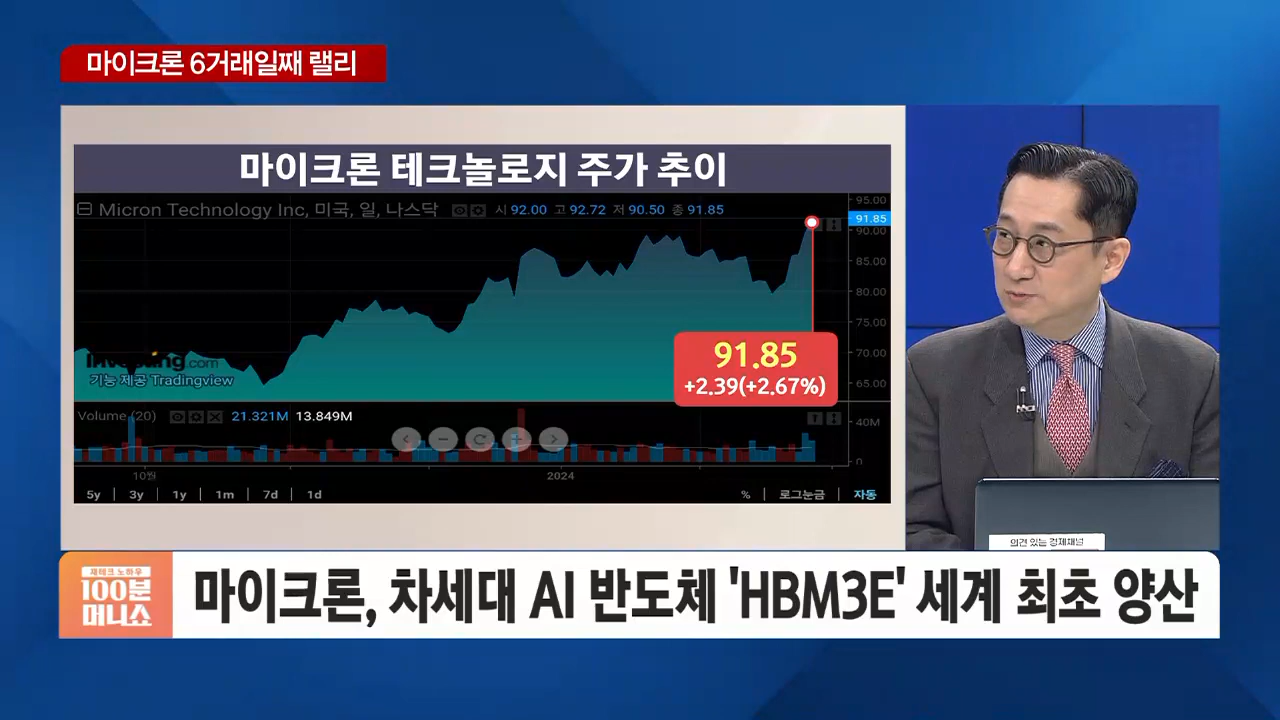 마이크론 6거래일째 랠리
마이크론 테크놀로지 주가 추이
Micron Technology Inc, 미국, 일, 나스닥 시 92.00 고 92.72 저 90.50 종 91.85
95.00
91.85
90.00
85.00
80.00
75.00
70.00
65.00
91.85
+2.39(+2.67%)
Investing.com
기능 제공 Tradingview
Volume (20) 21.321M 13.849M
40M
0
10월 2024
5y 3y 1y 1m 7d 1d % 로그눈금 자동
의견 있는 경제채널
재테크 노하우
100분
머니쇼
마이크론, 차세대 AI 반도체 'HBM3E' 세계 최초 양산